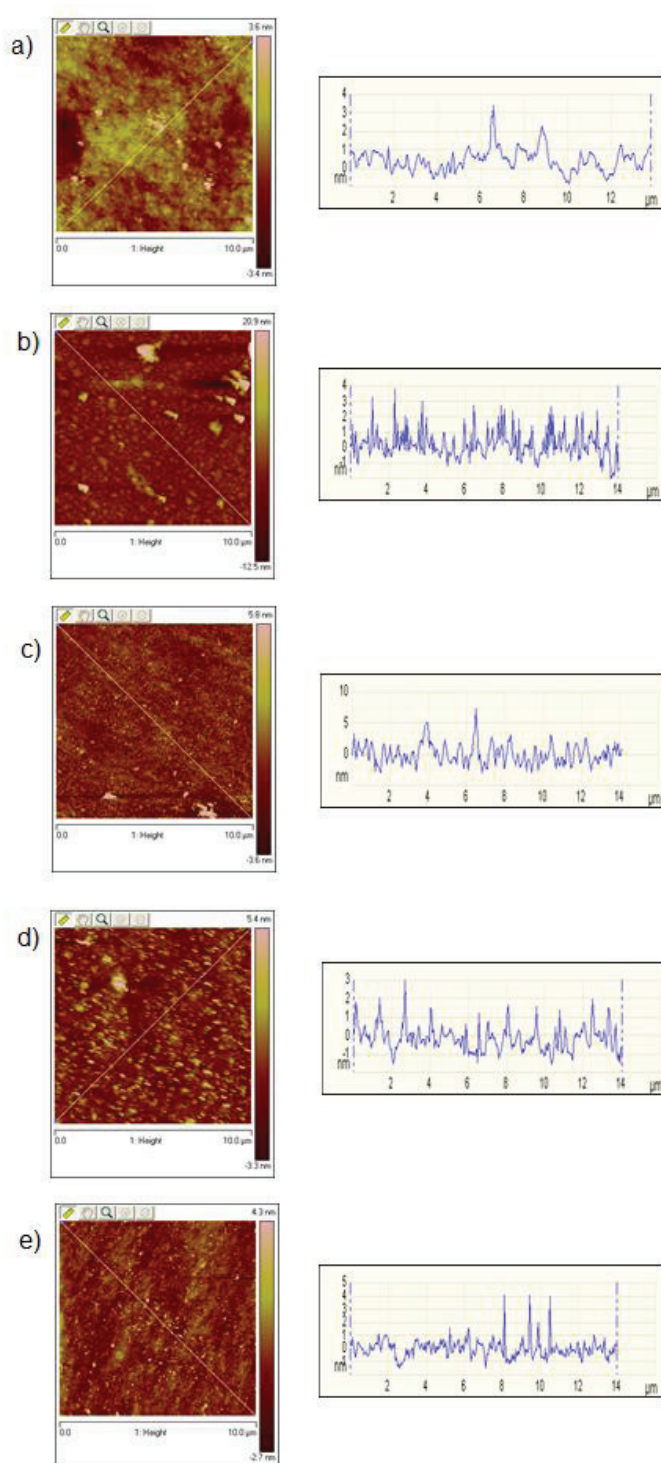 a)
3.6 nm
0.0 1: Height 10.0 µm
-3.4 nm
4
3
2
1
0
nm
2 4 6 8 10 12 µm
b)
20.9 nm
0.0 1: Height 10.0 µm
-12.5 nm
4
3
2
1
0
-1
nm
2 4 6 8 10 12 14 µm
c)
5.8 nm
0.0 1: Height 10.0 µm
-3.6 nm
10
5
0
nm
2 4 6 8 10 12 14 µm
d)
5.4 nm
0.0 1: Height 10.0 µm
-3.3 nm
3
2
1
0
-1
nm
2 4 6 8 10 12 14 µm
e)
4.3 nm
0.0 1: Height 10.0 µm
-2.7 nm
5
4
3
2
1
0
-1
nm
2 4 6 8 10 12 14 µm